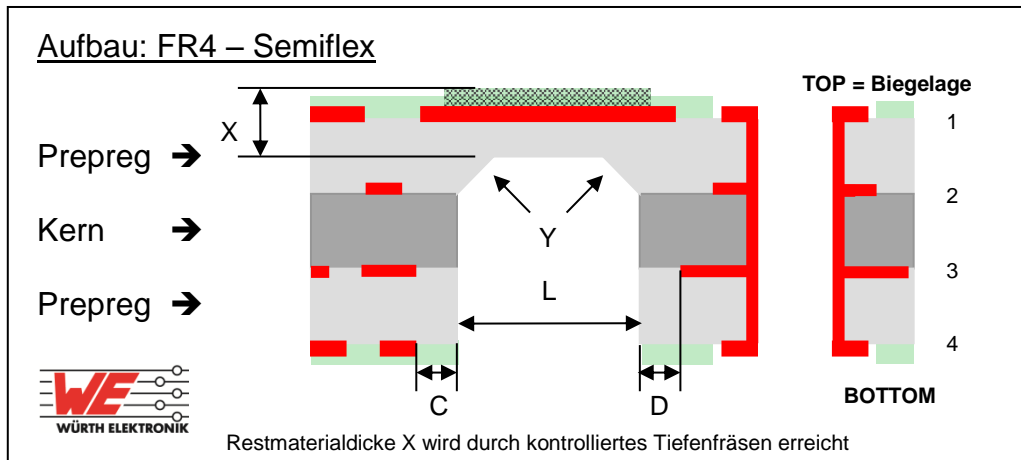 Aufbau: FR4 – Semiflex
TOP = Biegelage
X
1
Prepreg ➔
2
Kern ➔
Y
3
L
Prepreg ➔
4
C
D
BOTTOM
WE
WÜRTH ELEKTRONIK
Restmaterialdicke X wird durch kontrolliertes Tiefenfräsen erreicht